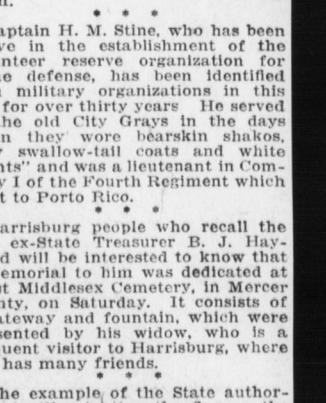 * * *
aptain H. M. Stine, who has been
ve in the establishment of the
nteer reserve organization for
e defense, has been identified
military organizations in this
for over thirty years He served
he old City Grays in the days
n they wore bearskin shakos,
swallow-tail coats and white
nts" and was a lieutenant in Com-
y I of the Fourth Regiment which
t to Porto Rico.
* * *
arrisburg people who recall the
ex-State Treasurer B. J. Hay-
d will be interested to know that
emorial to him was dedicated at
t Middlesex Cemetery, in Mercer
nty, on Saturday. It consists of
ateway and fountain, which were
sented by his widow, who is a
uent visitor to Harrisburg, where
has many friends.
* * *
he example of the State author-